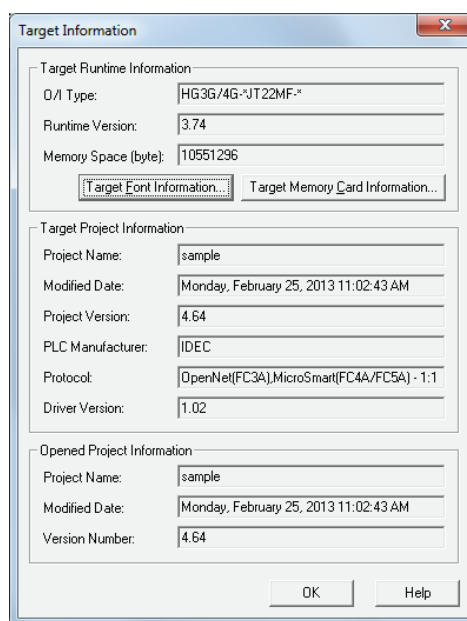 Target Information
Target Runtime Information
O/I Type: HG3G/4G-*JT22MF-*
Runtime Version: 3.74
Memory Space (byte): 10551296
Target Font Information... Target Memory Card Information...
Target Project Information
Project Name: sample
Modified Date: Monday, February 25, 2013 11:02:43 AM
Project Version: 4.64
PLC Manufacturer: IDEC
Protocol: OpenNet(FC3A),MicroSmart(FC4A/FC5A) - 1:1
Driver Version: 1.02
Opened Project Information
Project Name: sample
Modified Date: Monday, February 25, 2013 11:02:43 AM
Version Number: 4.64
OK Help